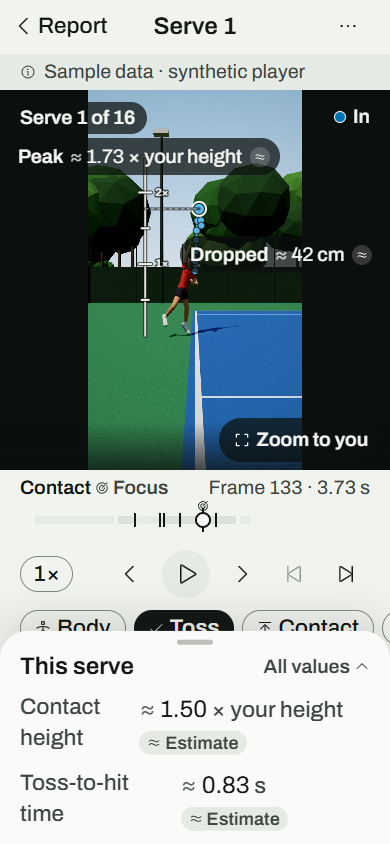 Report
Serve 1
···
Sample data · synthetic player
Serve 1 of 16
In
Peak ≈ 1.73 × your height ≈
2×
Dropped ≈ 42 cm ≈
1×
Zoom to you
Contact Focus
Frame 133 · 3.73 s
1×
Body
Toss
Contact
This serve
All values
Contact height
≈ 1.50 × your height
≈ Estimate
Toss-to-hit time
≈ 0.83 s
≈ Estimate